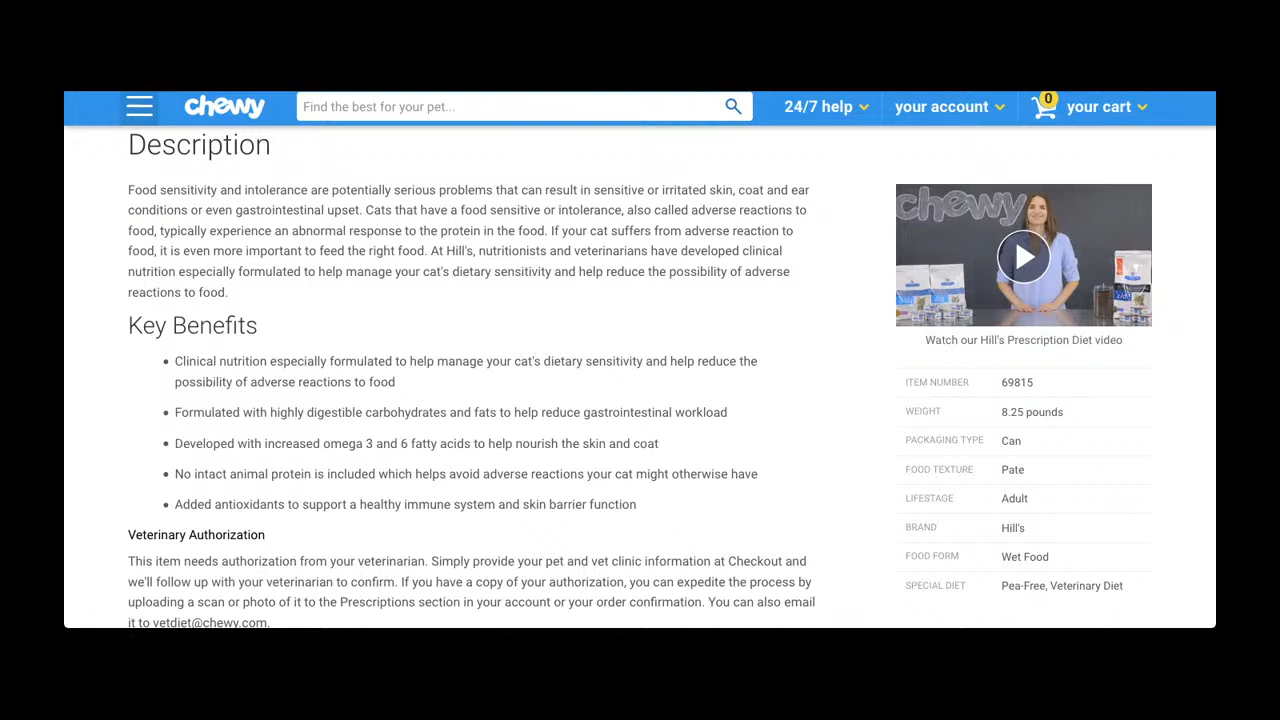 chewy
Find the best for your pet...
24/7 help
your account
0
your cart
Description
Food sensitivity and intolerance are potentially serious problems that can result in sensitive or irritated skin, coat and ear
conditions or even gastrointestinal upset. Cats that have a food sensitive or intolerance, also called adverse reactions to
food, typically experience an abnormal response to the protein in the food. If your cat suffers from adverse reaction to
food, it is even more important to feed the right food. At Hill's, nutritionists and veterinarians have developed clinical
nutrition especially formulated to help manage your cat's dietary sensitivity and help reduce the possibility of adverse
reactions to food.
Key Benefits
Clinical nutrition especially formulated to help manage your cat's dietary sensitivity and help reduce the
possibility of adverse reactions to food
Formulated with highly digestible carbohydrates and fats to help reduce gastrointestinal workload
Developed with increased omega 3 and 6 fatty acids to help nourish the skin and coat
No intact animal protein is included which helps avoid adverse reactions your cat might otherwise have
Added antioxidants to support a healthy immune system and skin barrier function
Veterinary Authorization
This item needs authorization from your veterinarian. Simply provide your pet and vet clinic information at Checkout and
we'll follow up with your veterinarian to confirm. If you have a copy of your authorization, you can expedite the process by
uploading a scan or photo of it to the Prescriptions section in your account or your order confirmation. You can also email
it to vetdiet@chewy.com.
chewy
Watch our Hill's Prescription Diet video
ITEM NUMBER 69815
WEIGHT 8.25 pounds
PACKAGING TYPE Can
FOOD TEXTURE Pate
LIFESTAGE Adult
BRAND Hill's
FOOD FORM Wet Food
SPECIAL DIET Pea-Free, Veterinary Diet